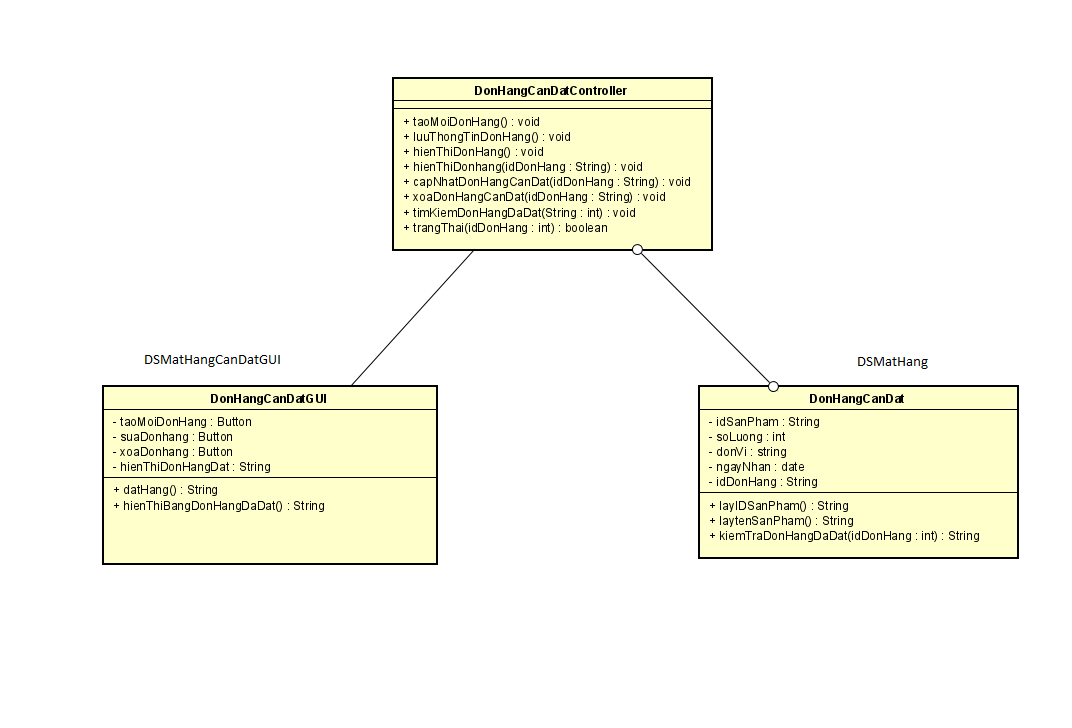 DonHangCanDatController
+ taoMoiDonHang() : void
+ luuThongTinDonHang() : void
+ hienThiDonHang() : void
+ hienThiDonhang(idDonHang : String) : void
+ capNhatDonHangCanDat(idDonHang : String) : void
+ xoaDonHangCanDat(idDonHang : String) : void
+ timKiemDonHangDaDat(String : int) : void
+ trangThai(idDonHang : int) : boolean
DSMatHangCanDatGUI
DonHangCanDatGUI
- taoMoiDonHang : Button
- suaDonhang : Button
- xoaDonhang : Button
- hienThiDonHangDat : String
+ datHang() : String
+ hienThiBangDonHangDaDat() : String
DSMatHang
DonHangCanDat
- idSanPham : String
- soLuong : int
- donVi : string
- ngayNhan : date
- idDonHang : String
+ layIDSanPham() : String
+ laytenSanPham() : String
+ kiemTraDonHangDaDat(idDonHang : int) : String